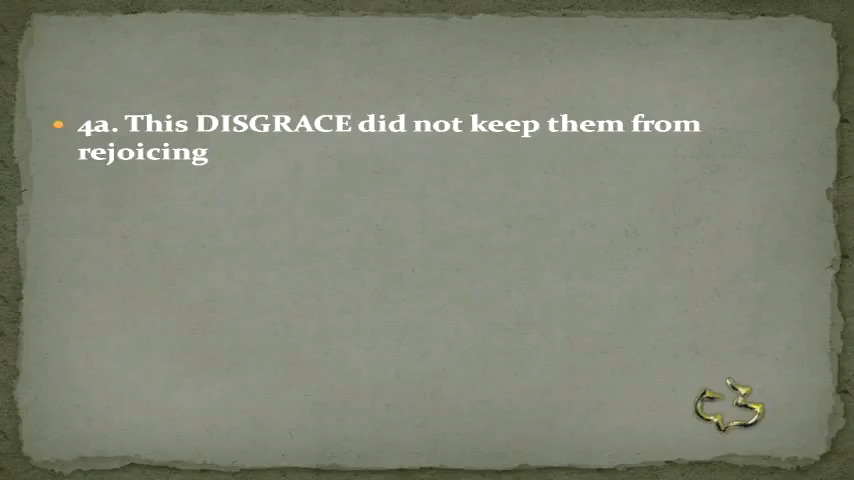 • 4a. This DISGRACE did not keep them from
rejoicing